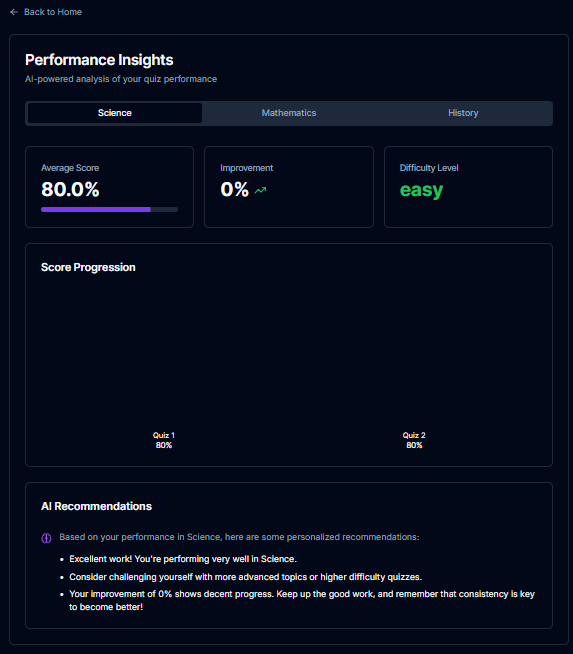 Back to Home
Performance Insights
AI-powered analysis of your quiz performance
Science
Mathematics
History
Average Score
80.0%
Improvement
0%
Difficulty Level
easy
Score Progression
Quiz 1
80%
Quiz 2
80%
AI Recommendations
Based on your performance in Science, here are some personalized recommendations:
• Excellent work! You're performing very well in Science.
• Consider challenging yourself with more advanced topics or higher difficulty quizzes.
• Your improvement of 0% shows decent progress. Keep up the good work, and remember that consistency is key
to become better!